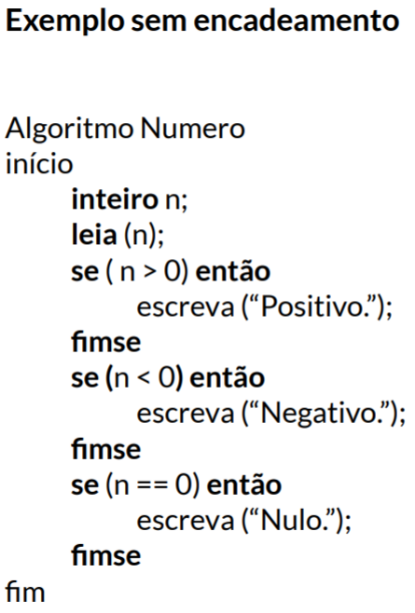 Exemplo sem encadeamento
Algoritmo Numero
início
inteiro n;
leia (n);
se ( n > 0) então
escreva (“Positivo.”);
fimse
se (n < 0) então
escreva (“Negativo.”);
fimse
se (n == 0) então
escreva (“Nulo.”);
fimse
fim